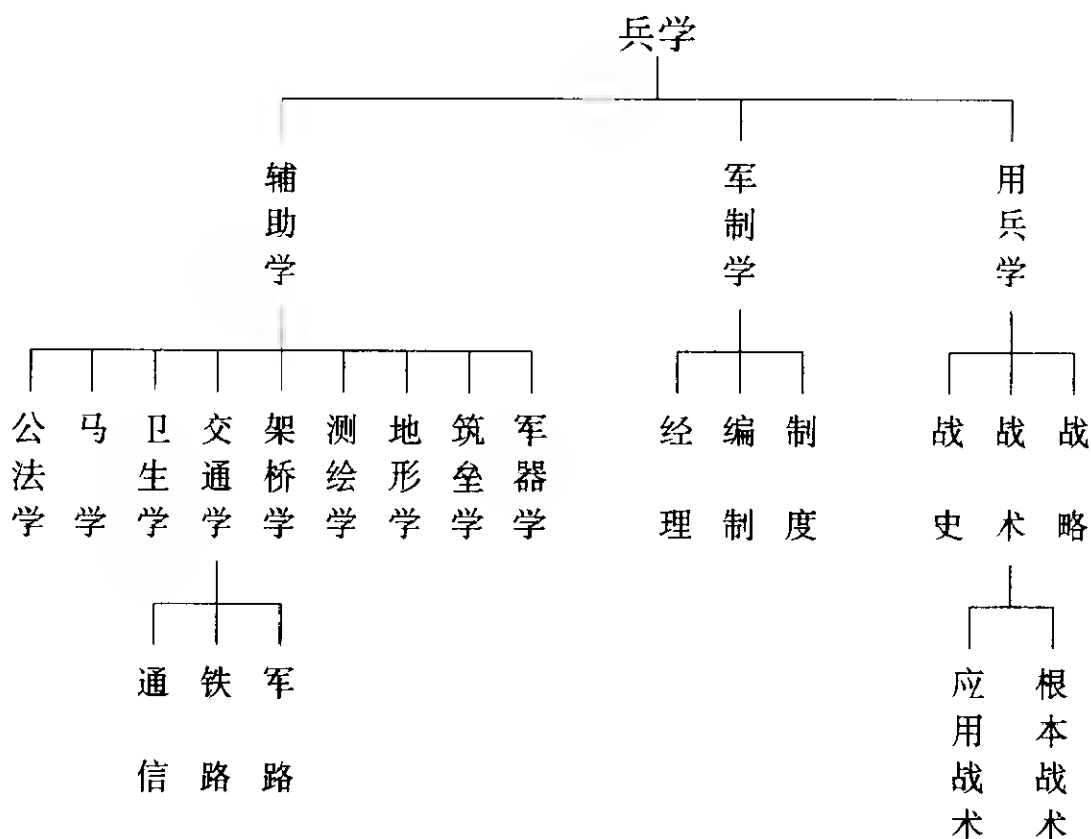 兵学
辅助学
军制学
用兵学
公法学
马学
卫生学
交通学
架桥学
测绘学
地形学
筑垒学
军器学
经理
编制
制度
战史
战术
战略
通信
铁路
军路
应用战术
根本战术